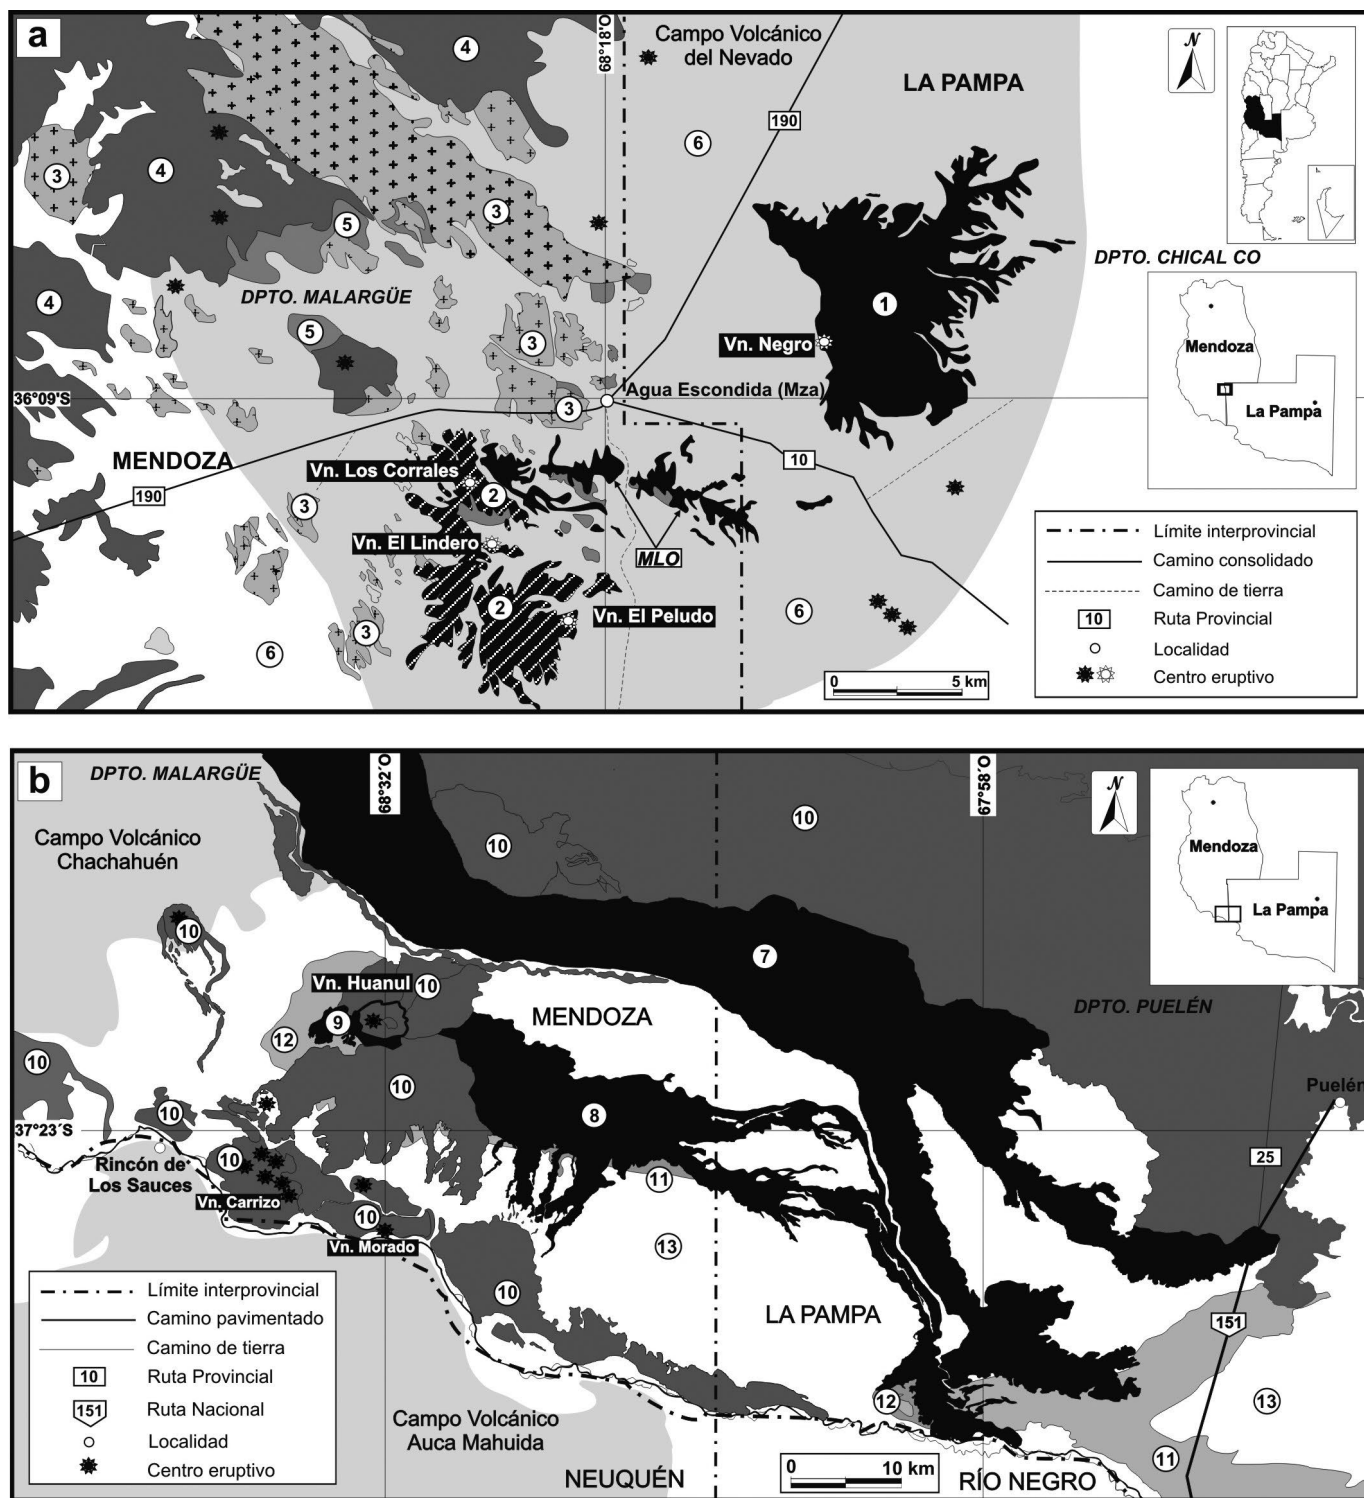 a
68°18'O
Campo Volcánico
del Nevado
LA PAMPA
N
4
190
6
3
4
3
5
DPTO. CHICAL CO
DPTO. MALARGÜE
4
1
5
3
Vn. Negro
Mendoza
La Pampa
36°09'S
Agua Escondida (Mza)
3
MENDOZA
Vn. Los Corrales
10
190
2
3
Vn. El Lindero
MLO
2
6
Vn. El Peludo
3
6
0 5 km
Límite interprovincial
Camino consolidado
Camino de tierra
10 Ruta Provincial
Localidad
Centro eruptivo
b
DPTO. MALARGÜE
68°32´O
67°58´O
N
Campo Volcánico
Chachahuén
10
10
Mendoza
La Pampa
10
7
Vn. Huanul
10
DPTO. PUELÉN
9
MENDOZA
12
10
10
Puelén
10
8
37°23´S
Rincón de
Los Sauces
10
25
11
Vn. Carrizo
10
Vn. Morado
13
10
LA PAMPA
151
12
13
11
Campo Volcánico
Auca Mahuida
0 10 km
NEUQUÉN
RÍO NEGRO
Límite interprovincial
Camino pavimentado
Camino de tierra
10 Ruta Provincial
151 Ruta Nacional
Localidad
Centro eruptivo